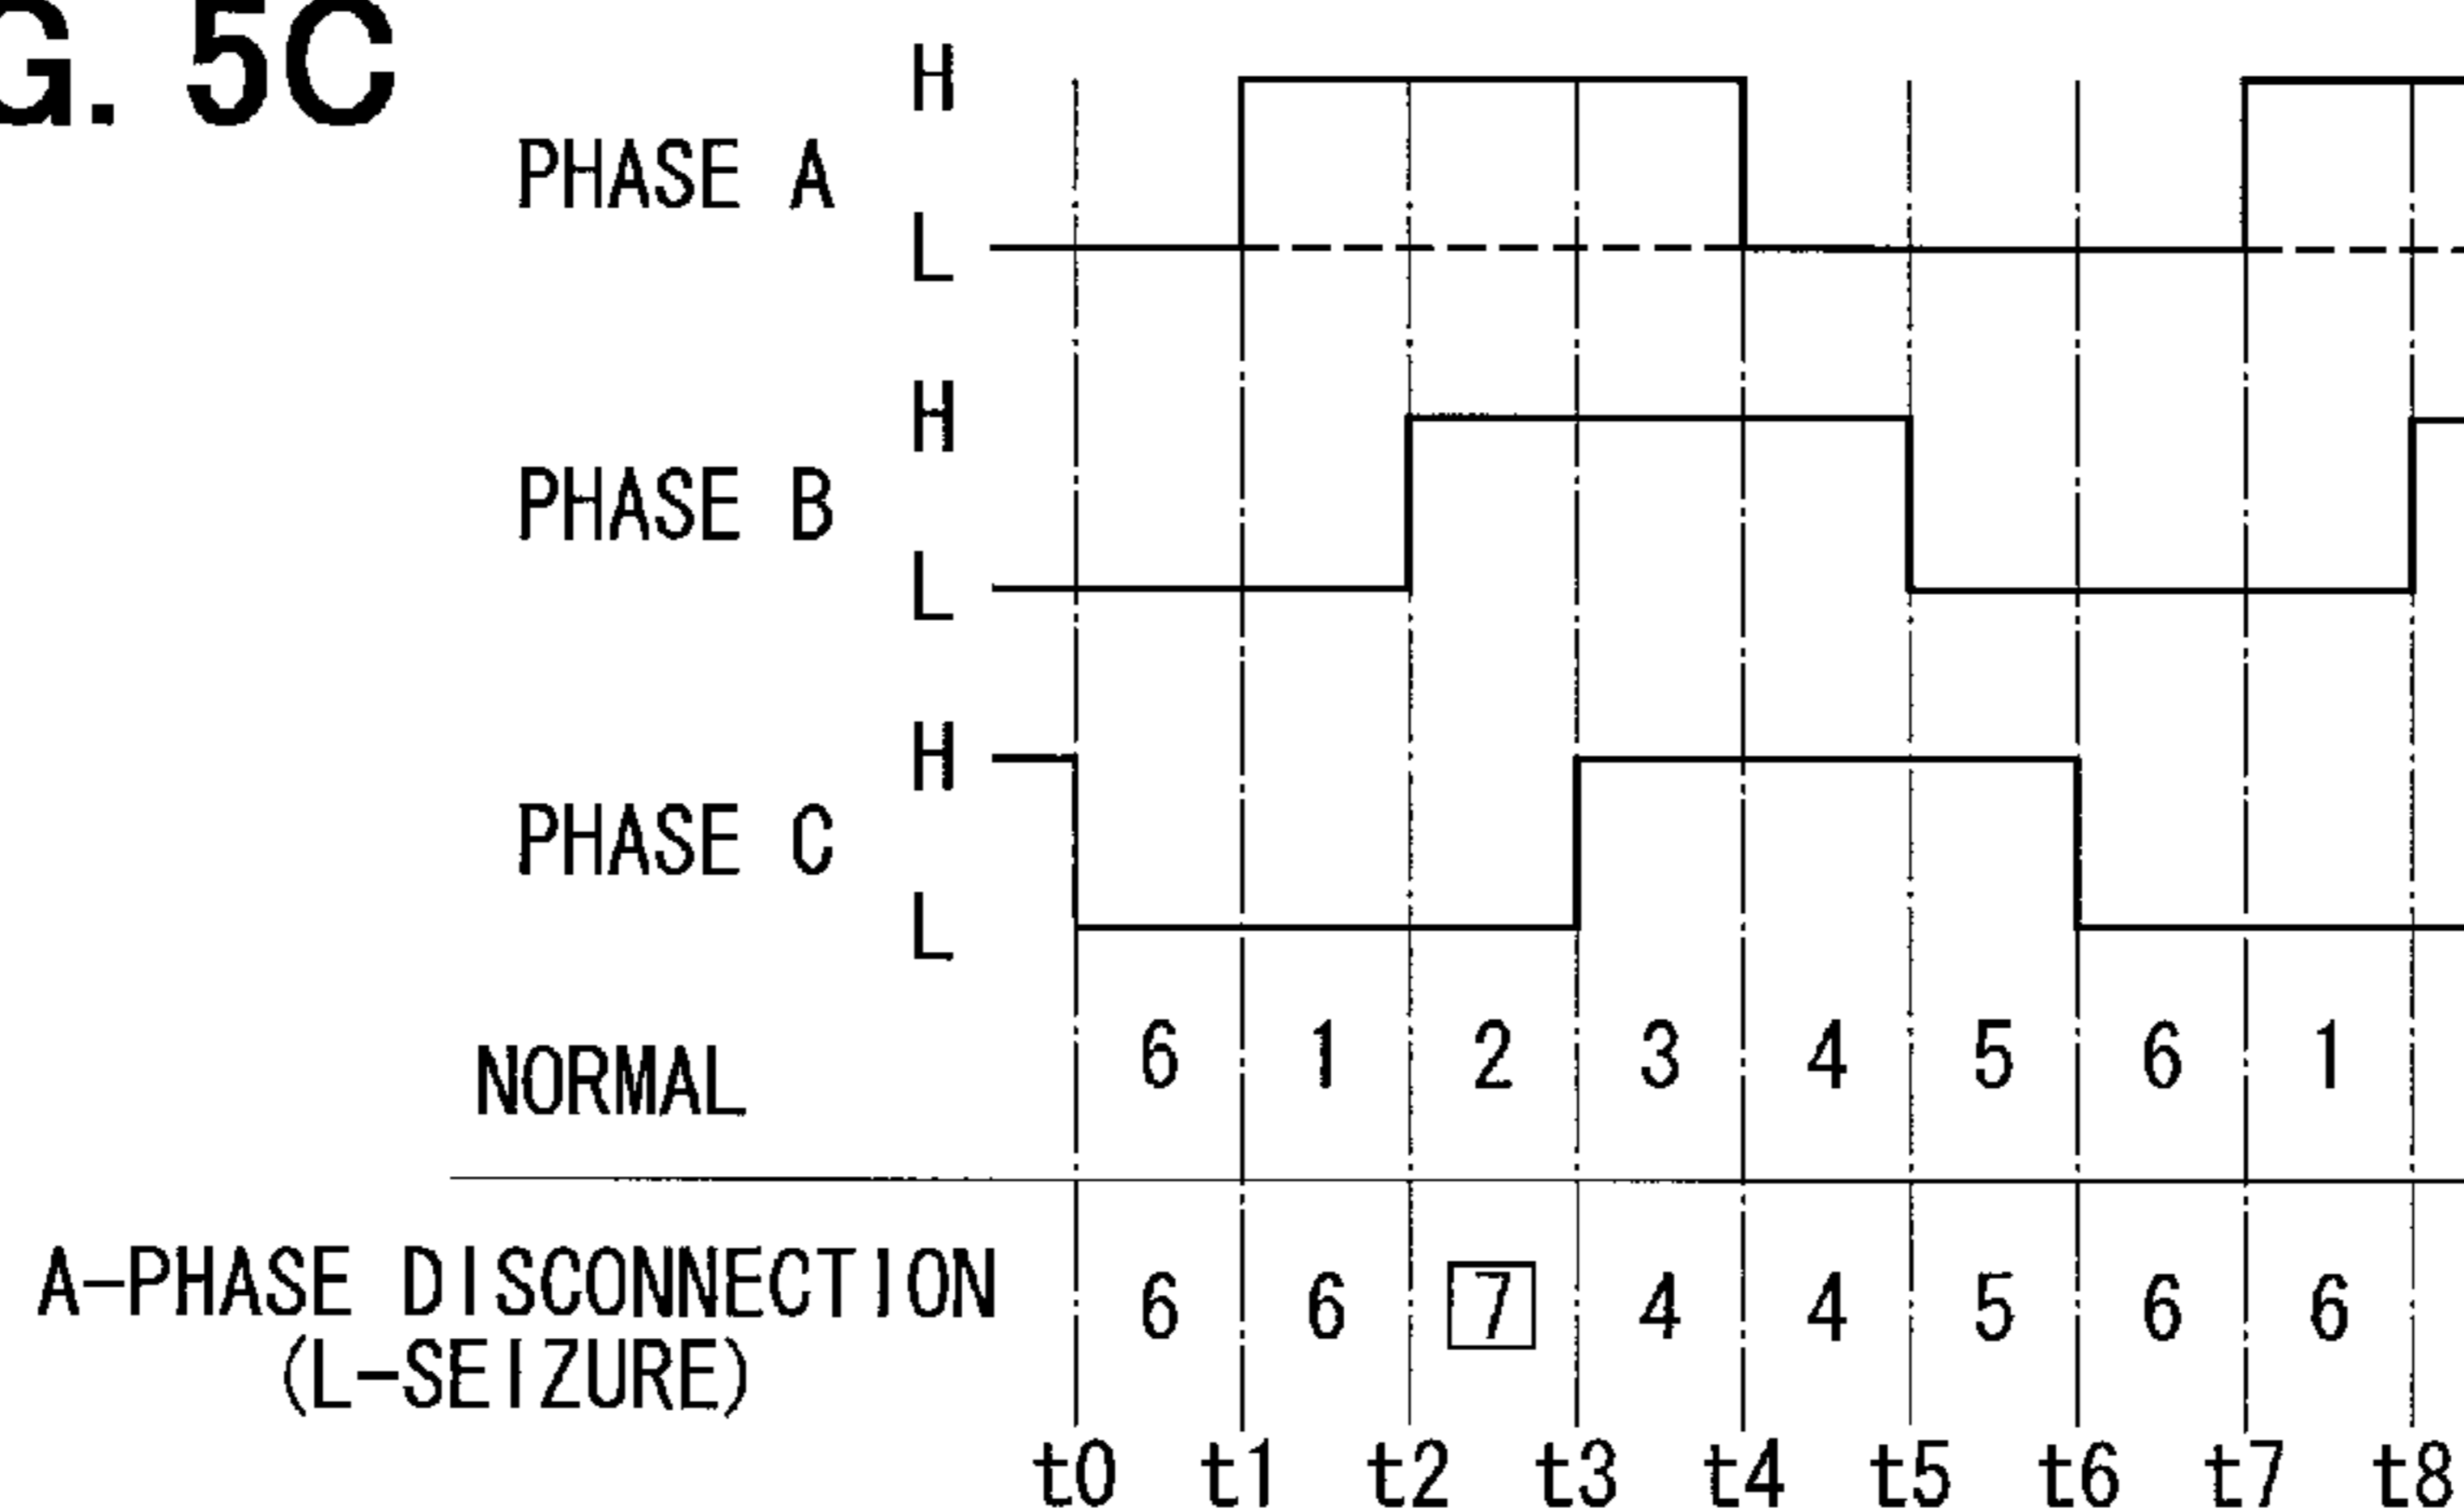 G. 5C
H
PHASE A
L
H
PHASE B
L
H
PHASE C
L
NORMAL 6 1 2 3 4 5 6 1
A-PHASE DISCONNECTION 6 6 7 4 4 5 6 6
(L-SEIZURE)
t0 t1 t2 t3 t4 t5 t6 t7 t8